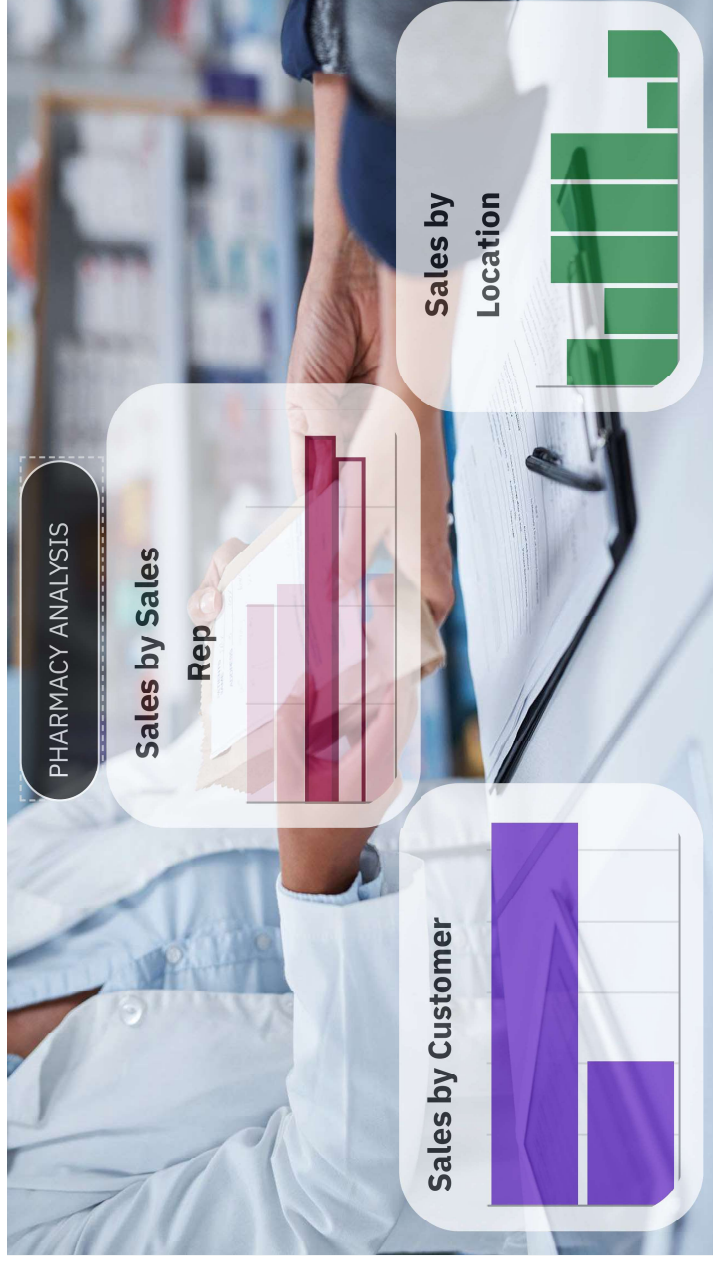 PHARMACY ANALYSIS
Sales by Sales
Rep
Sales by Customer
Sales by
Location